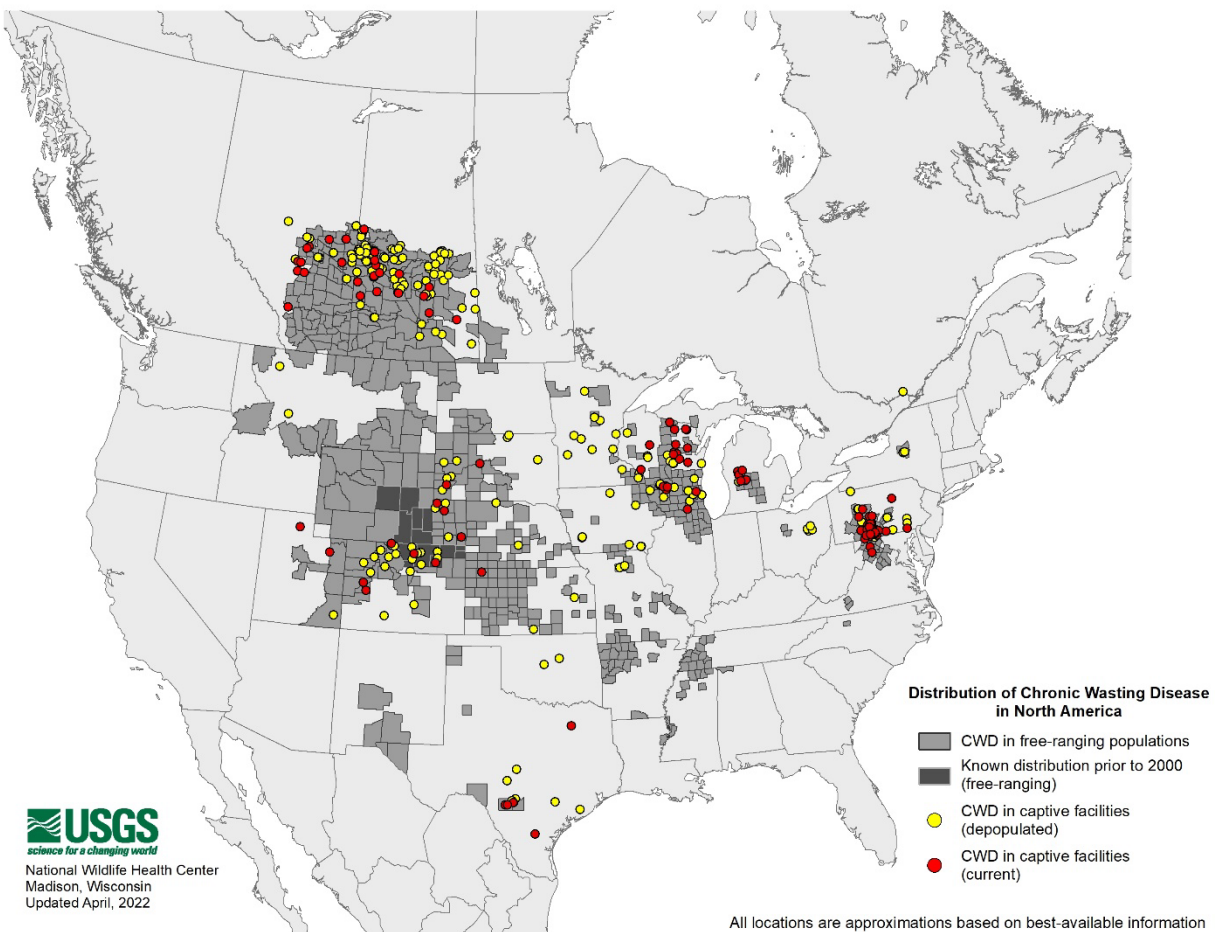 Distribution of Chronic Wasting Disease
in North America
CWD in free-ranging populations
Known distribution prior to 2000
(free-ranging)
CWD in captive facilities
(depopulated)
CWD in captive facilities
(current)
USGS
science for a changing world
National Wildlife Health Center
Madison, Wisconsin
Updated April, 2022
All locations are approximations based on best-available information